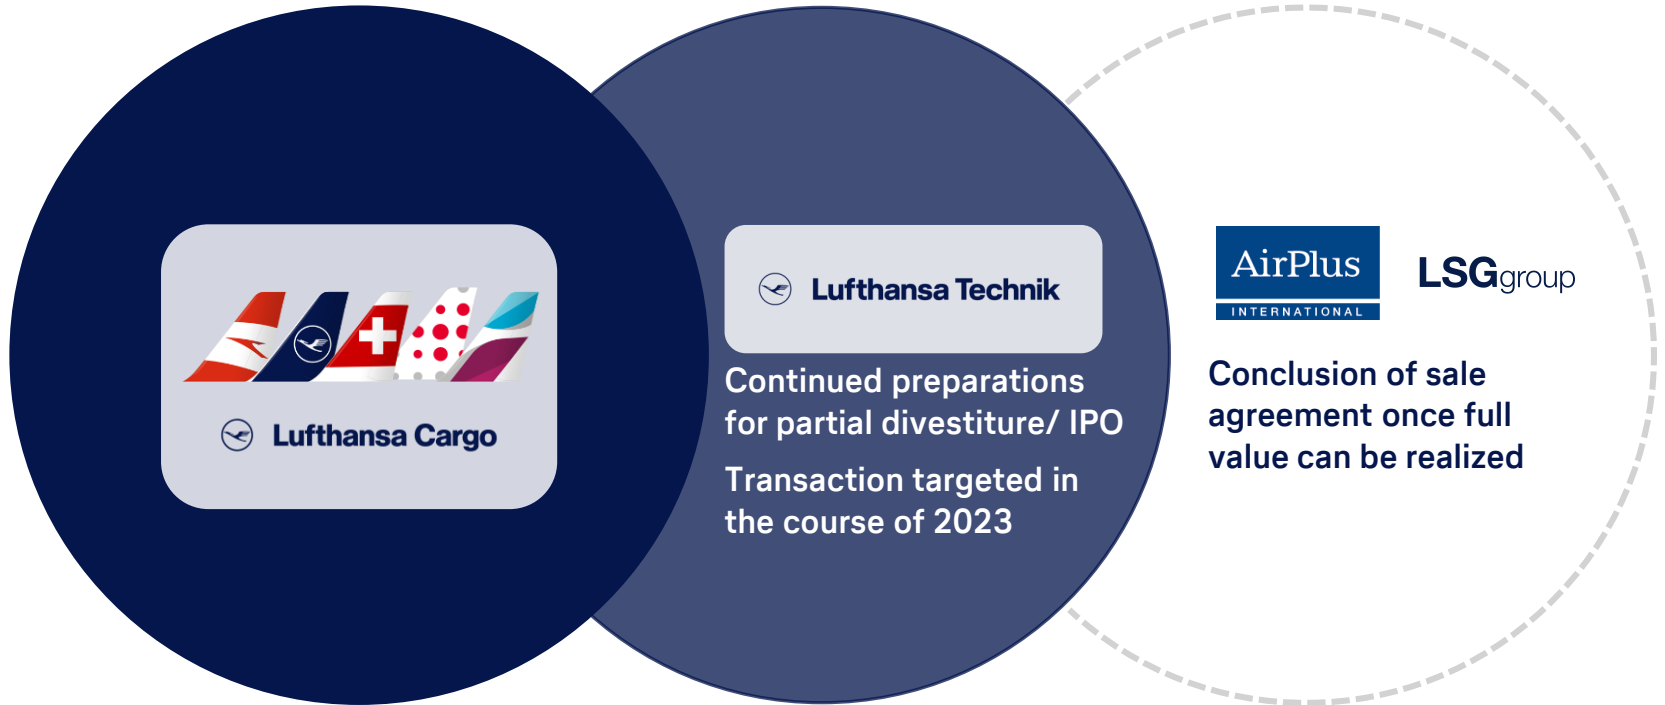 Lufthansa Cargo
Lufthansa Technik
Continued preparations
for partial divestiture/ IPO
Transaction targeted in
the course of 2023
AirPlus
INTERNATIONAL
LSGgroup
Conclusion of sale
agreement once full
value can be realized